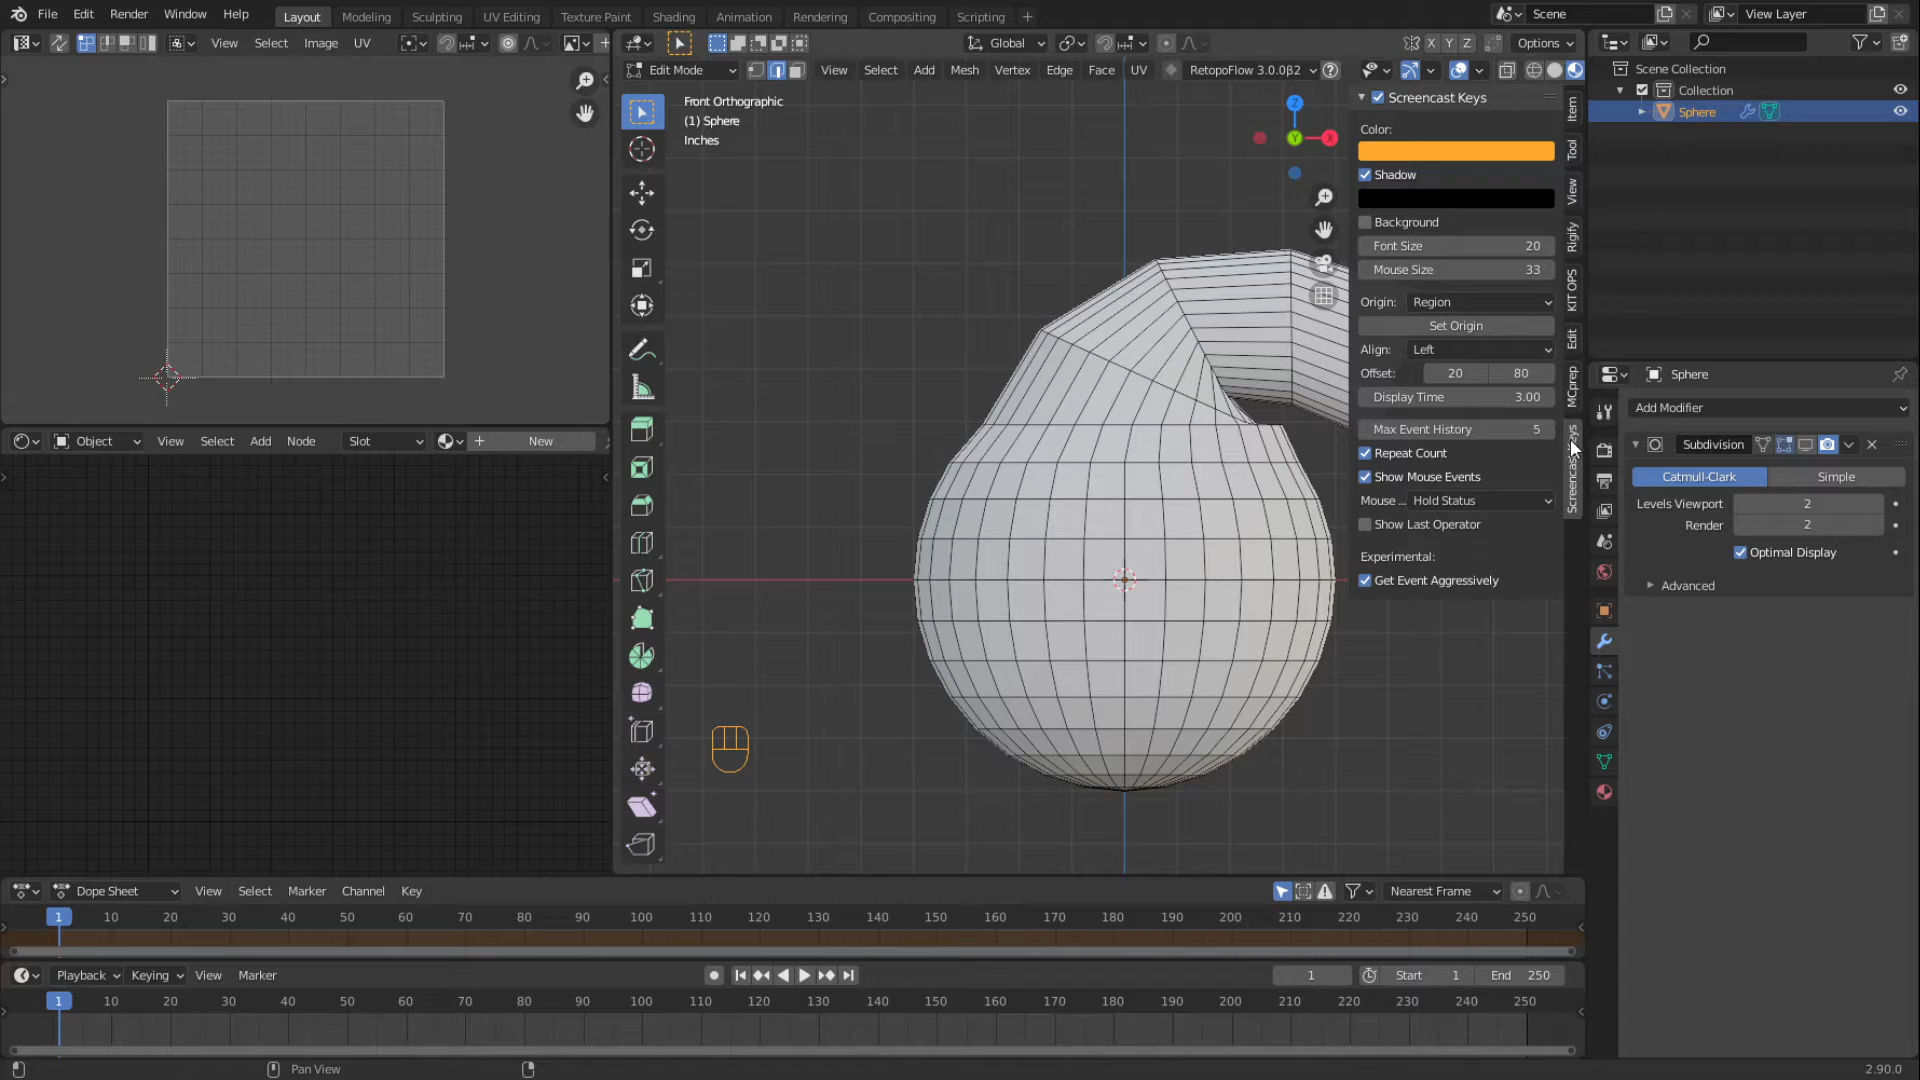 File Edit Render Window Help Layout Modeling Sculpting UV Editing Texture Paint Shading Animation Rendering Compositing Scripting + Scene View Layer
View Select Image UV Global X Y Z Options
Edit Mode View Select Add Mesh Vertex Edge Face UV RetopoFlow 3.0.0β2
Scene Collection
Collection
Sphere
Front Orthographic
(1) Sphere
Inches
Z
Y
X
Screencast Keys
Color:
Shadow
Background
Font Size 20
Mouse Size 33
Origin: Region
Set Origin
Align: Left
Offset: 20 80
Display Time 3.00
Max Event History 5
Repeat Count
Show Mouse Events
Mouse ... Hold Status
Show Last Operator
Experimental:
Get Event Aggressively
Item
Tool
View
Rigify
KIT OPS
Edit
MCprep
Screencast Keys
Sphere
Add Modifier
Subdivision
Catmull-Clark Simple
Levels Viewport 2
Render 2
Optimal Display
Advanced
Object View Select Add Node Slot New
Dope Sheet View Select Marker Channel Key Nearest Frame
1 10 20 30 40 50 60 70 80 90 100 110 120 130 140 150 160 170 180 190 200 210 220 230 240 250
Playback Keying View Marker 1 Start 1 End 250
1 10 20 30 40 50 60 70 80 90 100 110 120 130 140 150 160 170 180 190 200 210 220 230 240 250
Pan View 2.90.0